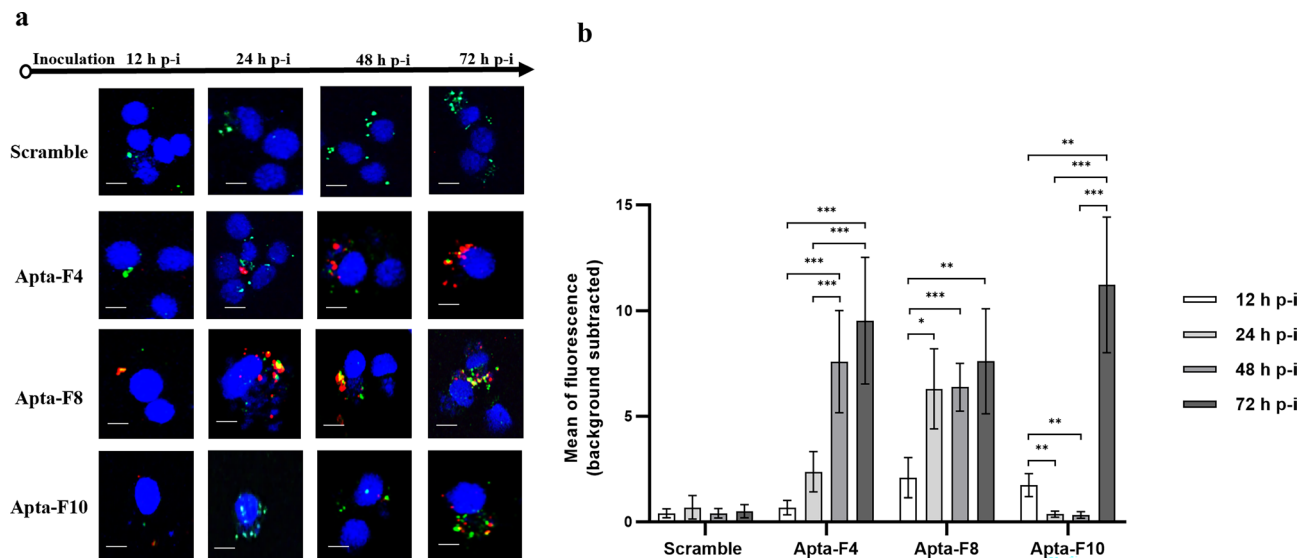 a
Inoculation 12 h p-i 24 h p-i 48 h p-i 72 h p-i
Scramble
Apta-F4
Apta-F8
Apta-F10
b
Mean of fluorescence
(background subtracted)
15
10
5
0
**
***
***
***
***
***
***
**
***
*
**
**
Scramble Apta-F4 Apta-F8 Apta-F10
12 h p-i
24 h p-i
48 h p-i
72 h p-i